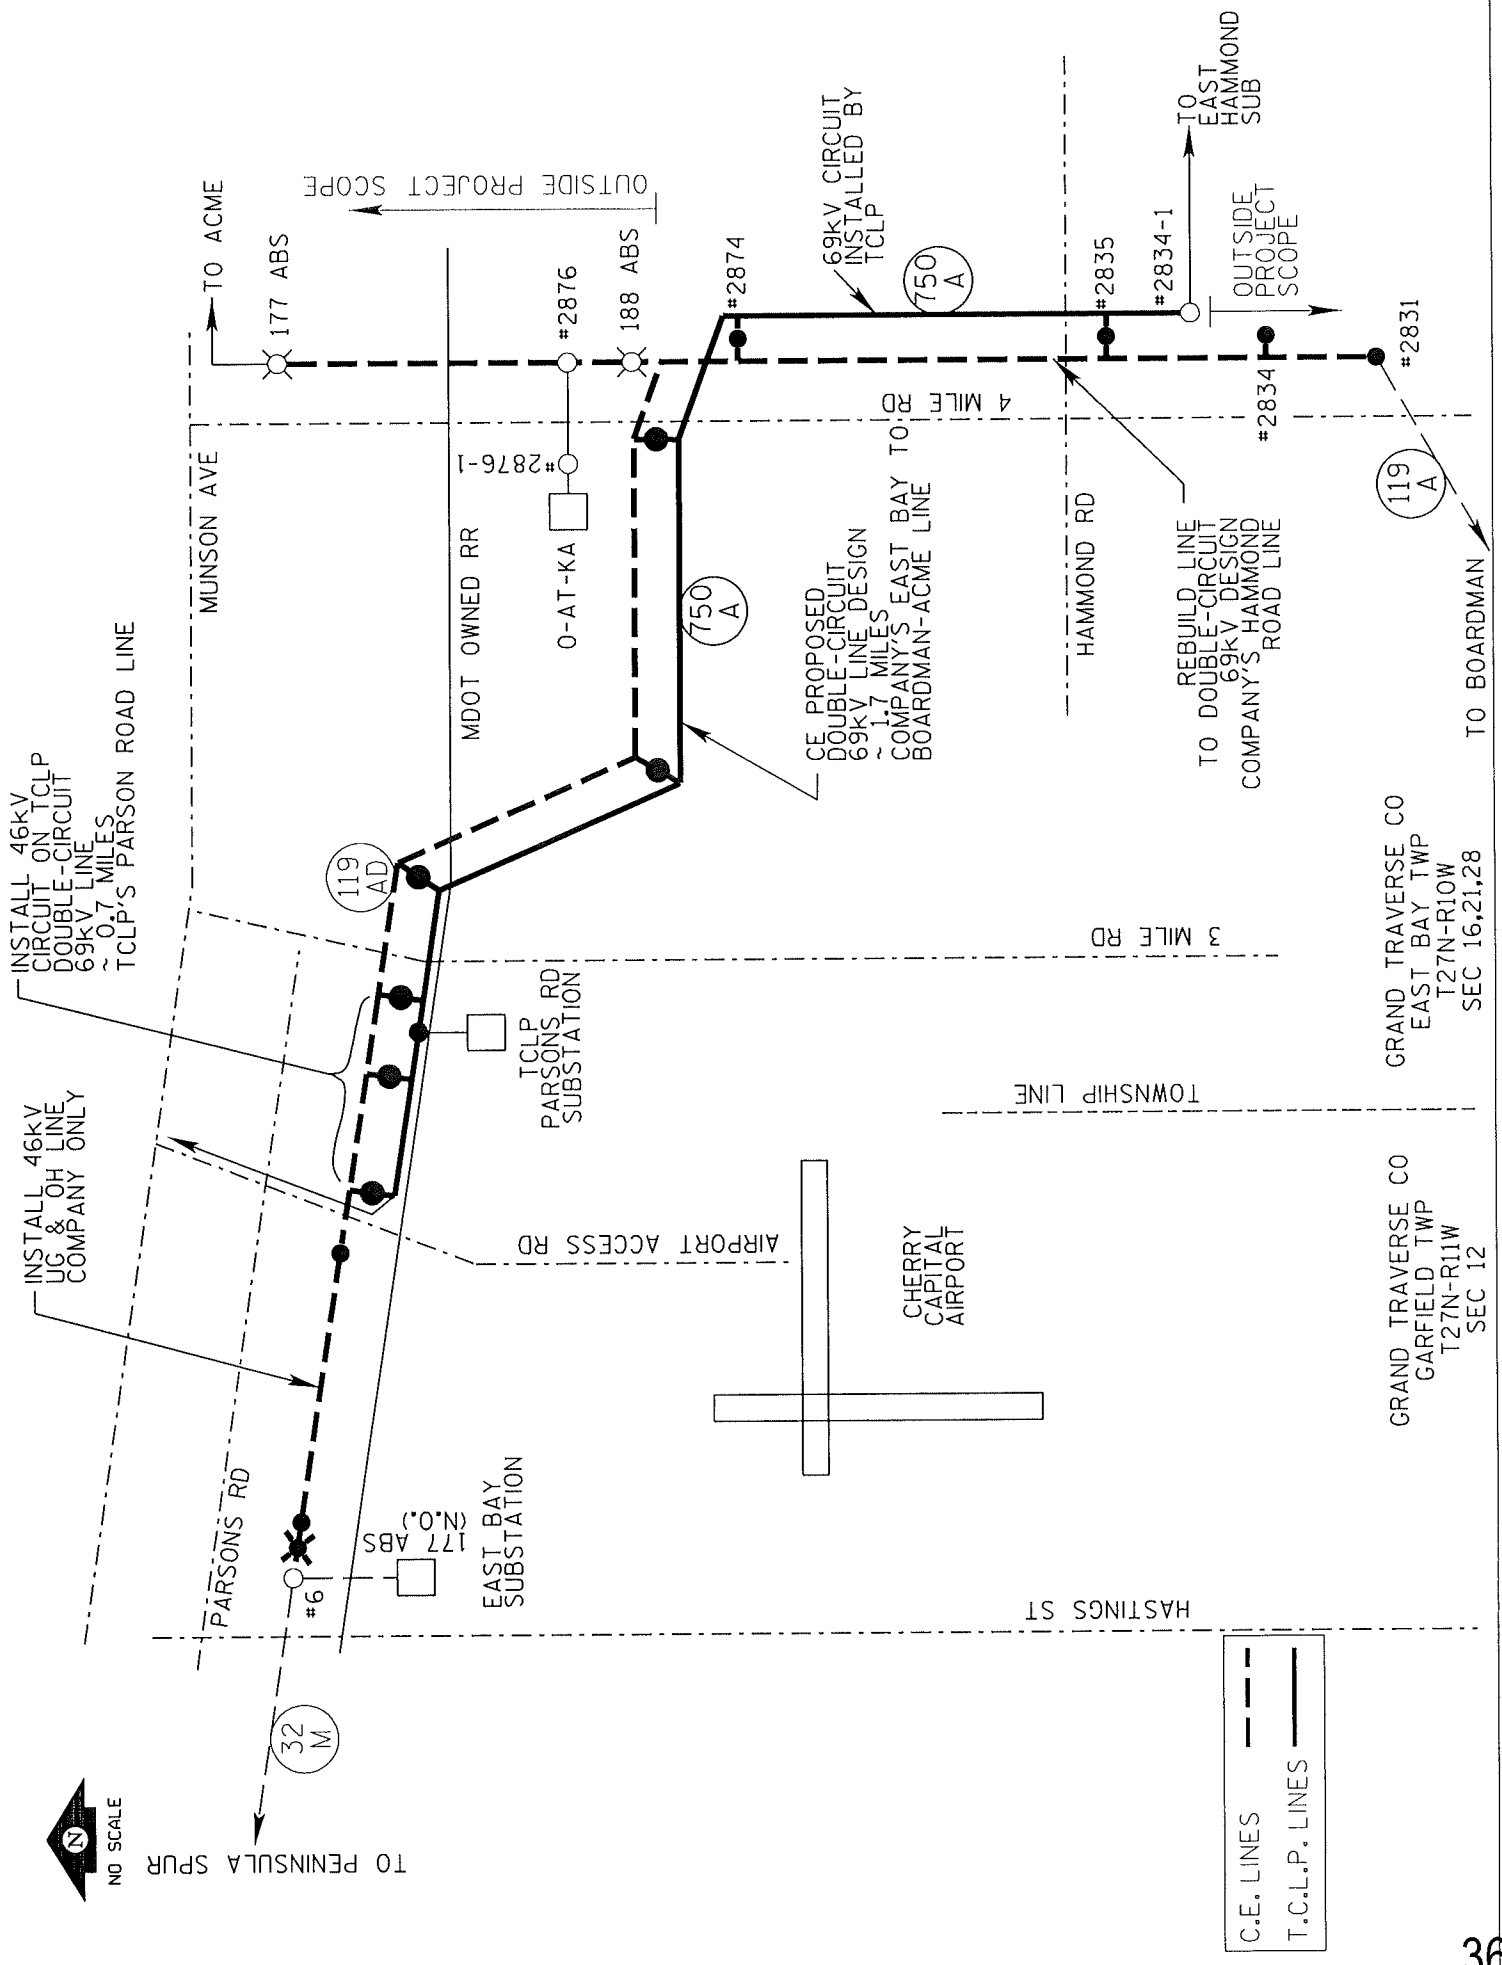 INSTALL 46kV
CIRCUIT ON TCLP
DOUBLE-CIRCUIT
69kV LINE
~ 0.7 MILES
TCLP'S PARSON ROAD LINE
INSTALL 46kV
UG & OH LINE
COMPANY ONLY
N
NO SCALE
TO PENINSULA SPUR
32
M
PARSONS RD
#6
177 ABS
(N.O.)
EAST BAY
SUBSTATION
HASTINGS ST
AIRPORT ACCESS RD
CHERRY
CAPITAL
AIRPORT
TOWNSHIP LINE
TCLP
PARSONS RD
SUBSTATION
3 MILE RD
119
AD
MUNSON AVE
MDOT OWNED RR
TO ACME
177 ABS
OUTSIDE PROJECT SCOPE
#2876
#2876-1
O-AT-KA
188 ABS
#2874
4 MILE RD
750
A
CE PROPOSED
DOUBLE-CIRCUIT
69kV LINE DESIGN
~ 1.7 MILES
COMPANY'S EAST BAY TO
BOARDMAN-ACME LINE
69kV CIRCUIT
INSTALLED BY
TCLP
750
A
HAMMOND RD
#2835
#2834-1
TO
EAST
HAMMOND
SUB
OUTSIDE
PROJECT
SCOPE
#2834
#2831
REBUILD LINE
TO DOUBLE-CIRCUIT
69kV DESIGN
COMPANY'S HAMMOND
ROAD LINE
119
A
TO BOARDMAN
GRAND TRAVERSE CO
EAST BAY TWP
T27N-R10W
SEC 16,21,28
GRAND TRAVERSE CO
GARFIELD TWP
T27N-R11W
SEC 12
C.E. LINES
T.C.L.P. LINES
36